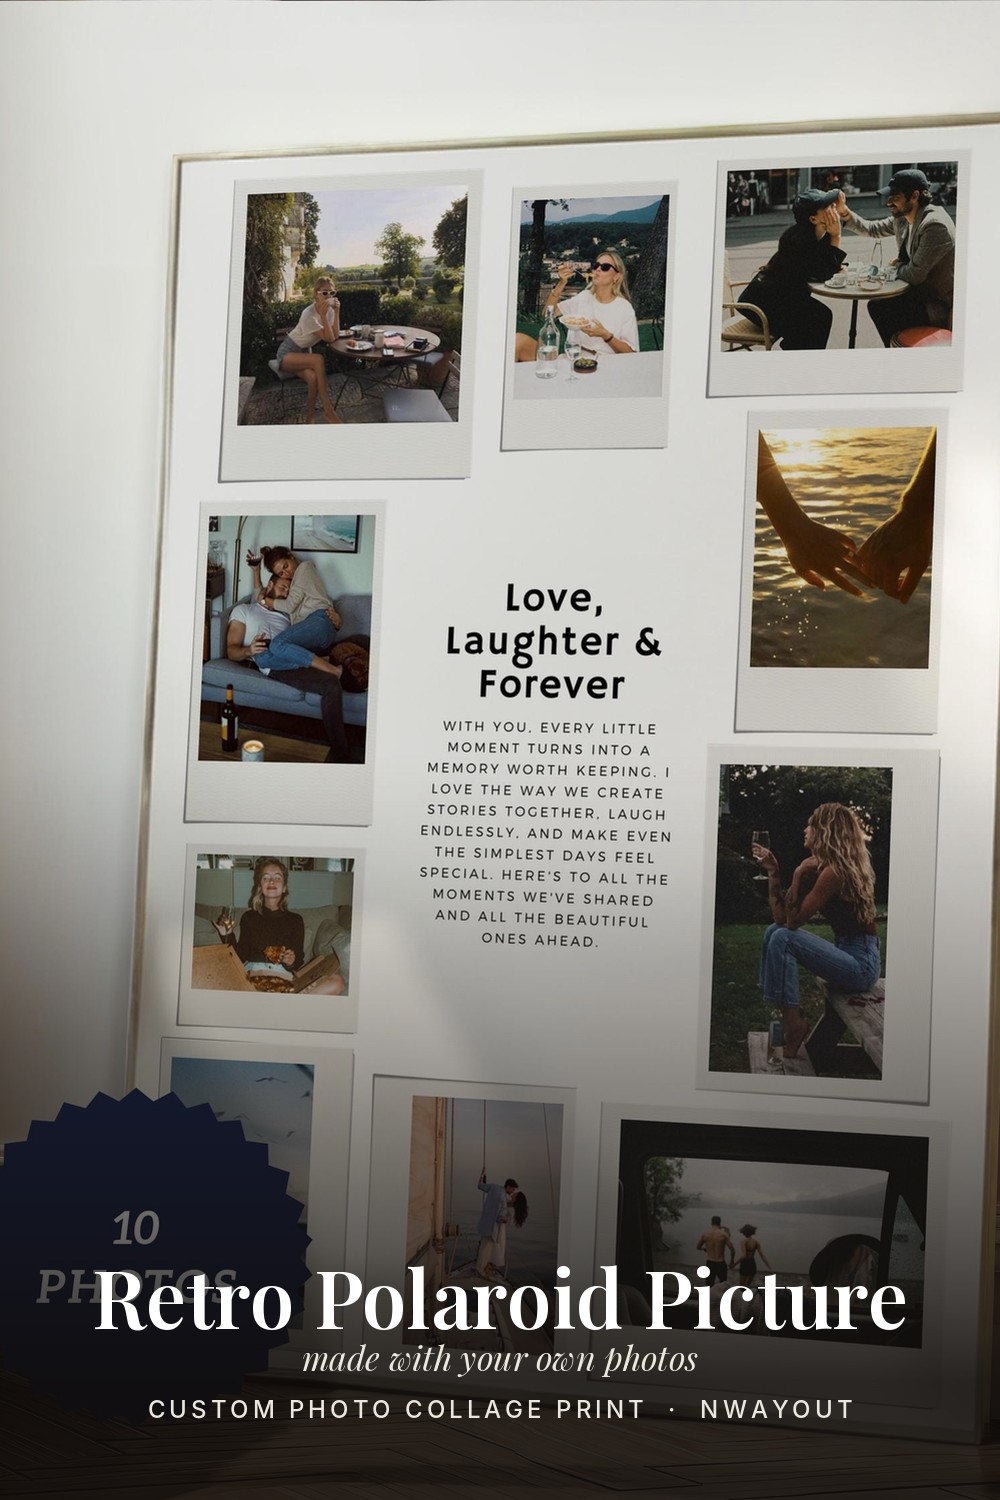 Love,
Laughter &
Forever
WITH YOU, EVERY LITTLE
MOMENT TURNS INTO A
MEMORY WORTH KEEPING. I
LOVE THE WAY WE CREATE
STORIES TOGETHER, LAUGH
ENDLESSLY, AND MAKE EVEN
THE SIMPLEST DAYS FEEL
SPECIAL. HERE'S TO ALL THE
MOMENTS WE'VE SHARED
AND ALL THE BEAUTIFUL
ONES AHEAD.
10
PHOTOS
Retro Polaroid Picture
made with your own photos
CUSTOM PHOTO COLLAGE PRINT · NWAYOUT